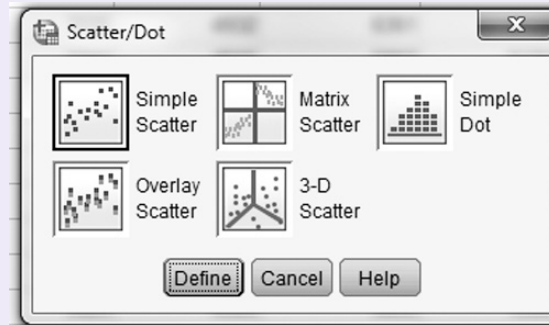 Scatter/Dot
Simple
Scatter
Matrix
Scatter
Simple
Dot
Overlay
Scatter
3-D
Scatter
Define
Cancel
Help